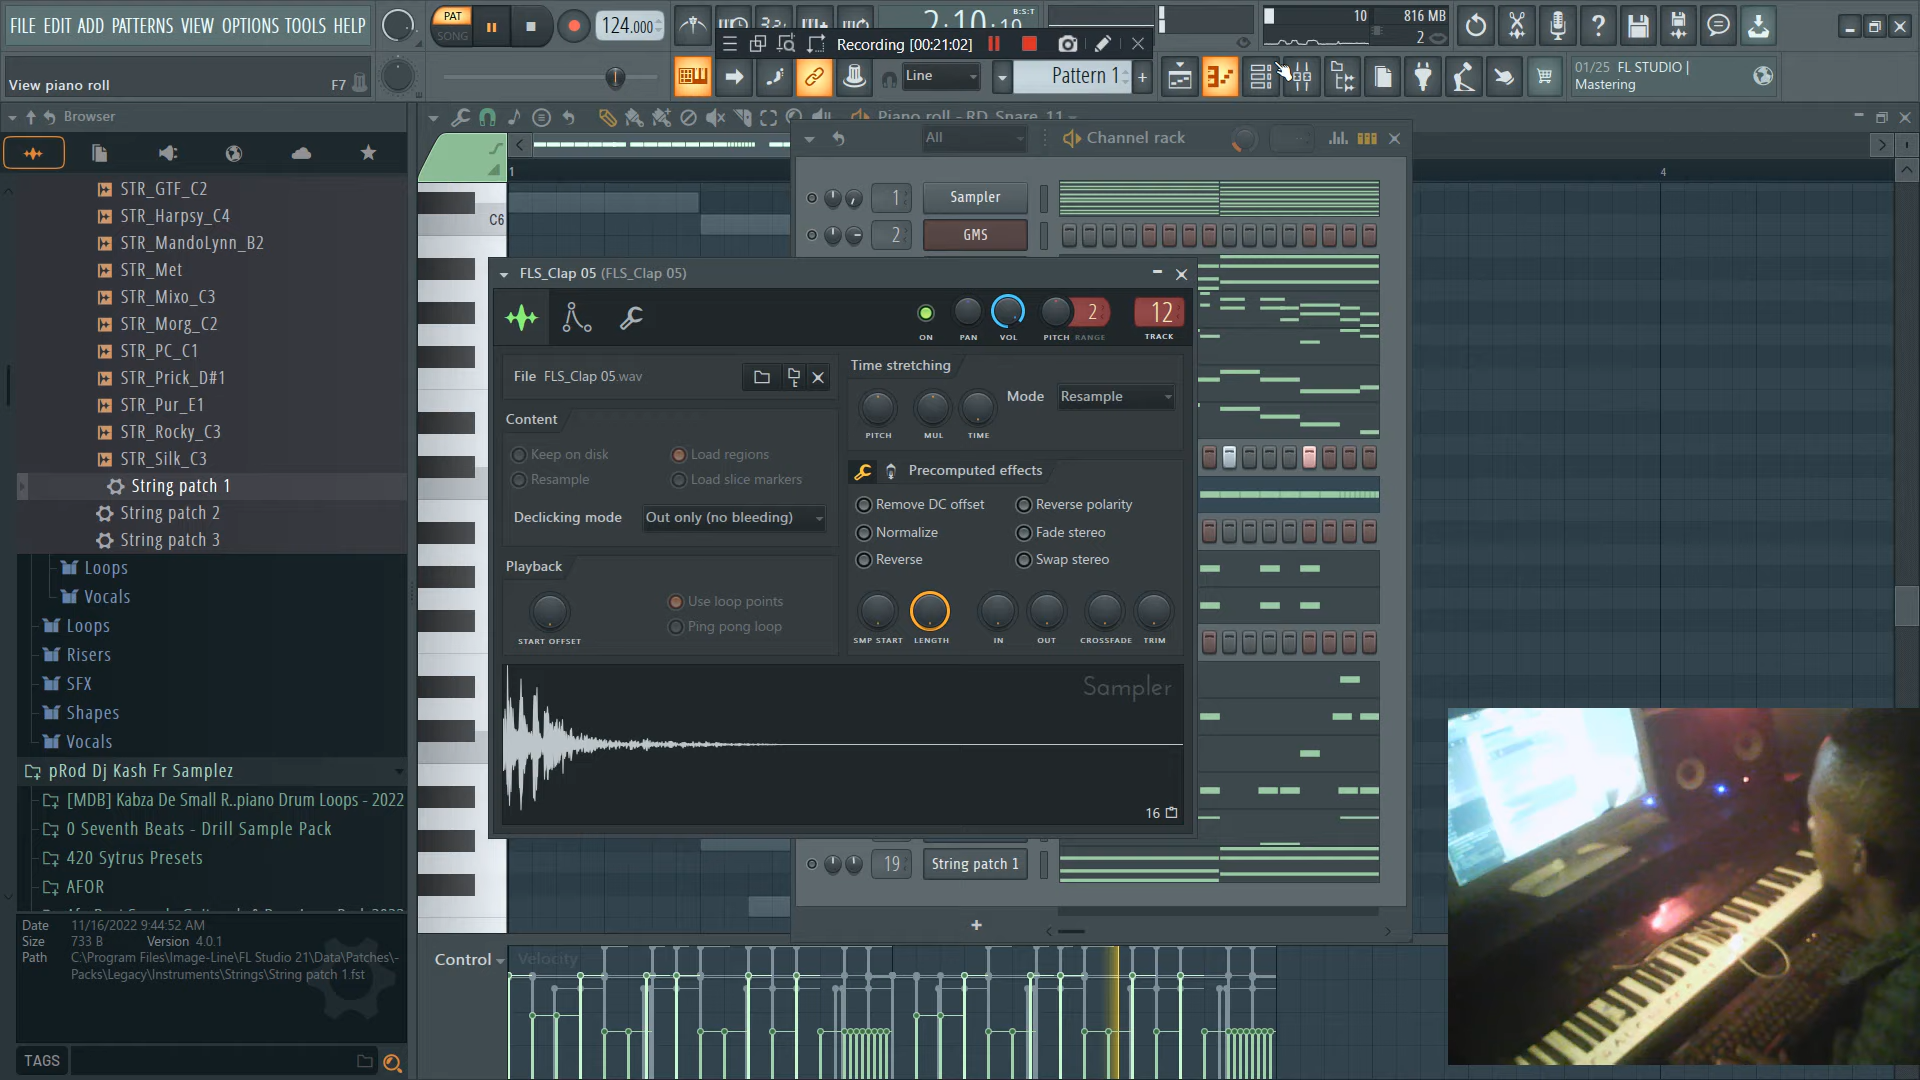 FILE EDIT ADD PATTERNS VIEW OPTIONS TOOLS HELP
PAT
SONG
124.000
2:10:10
B:S:T
10
816 MB
2
Recording [00:21:02]
View piano roll
F7
Line
Pattern 1
+
01/25 FL STUDIO |
Mastering
Browser
Piano roll - RD_Snare_11
All
Channel rack
1
4
STR_GTF_C2
STR_Harpsy_C4
STR_MandoLynn_B2
STR_Met
STR_Mixo_C3
STR_Morg_C2
STR_PC_C1
STR_Prick_D#1
STR_Pur_E1
STR_Rocky_C3
STR_Silk_C3
String patch 1
String patch 2
String patch 3
Loops
Vocals
Loops
Risers
SFX
Shapes
Vocals
pRod Dj Kash Fr Samplez
[MDB] Kabza De Small R..piano Drum Loops - 2022
0 Seventh Beats - Drill Sample Pack
420 Sytrus Presets
AFOR
Date 11/16/2022 9:44:52 AM
Size 733 B Version 4.0.1
Path C:\Program Files\Image-Line\FL Studio 21\Data\Patches\-
Packs\Legacy\Instruments\Strings\String patch 1.fst
TAGS
C6
1 Sampler
2 GMS
FLS_Clap 05 (FLS_Clap 05)
ON
PAN
VOL
PITCH RANGE
2
12
TRACK
File FLS_Clap 05.wav
Content
Keep on disk
Load regions
Resample
Load slice markers
Declicking mode Out only (no bleeding)
Playback
START OFFSET
Use loop points
Ping pong loop
Time stretching
PITCH
MUL
TIME
Mode Resample
Precomputed effects
Remove DC offset
Reverse polarity
Normalize
Fade stereo
Reverse
Swap stereo
SMP START
LENGTH
IN
OUT
CROSSFADE
TRIM
Sampler
16
19 String patch 1
+
Control
Velocity